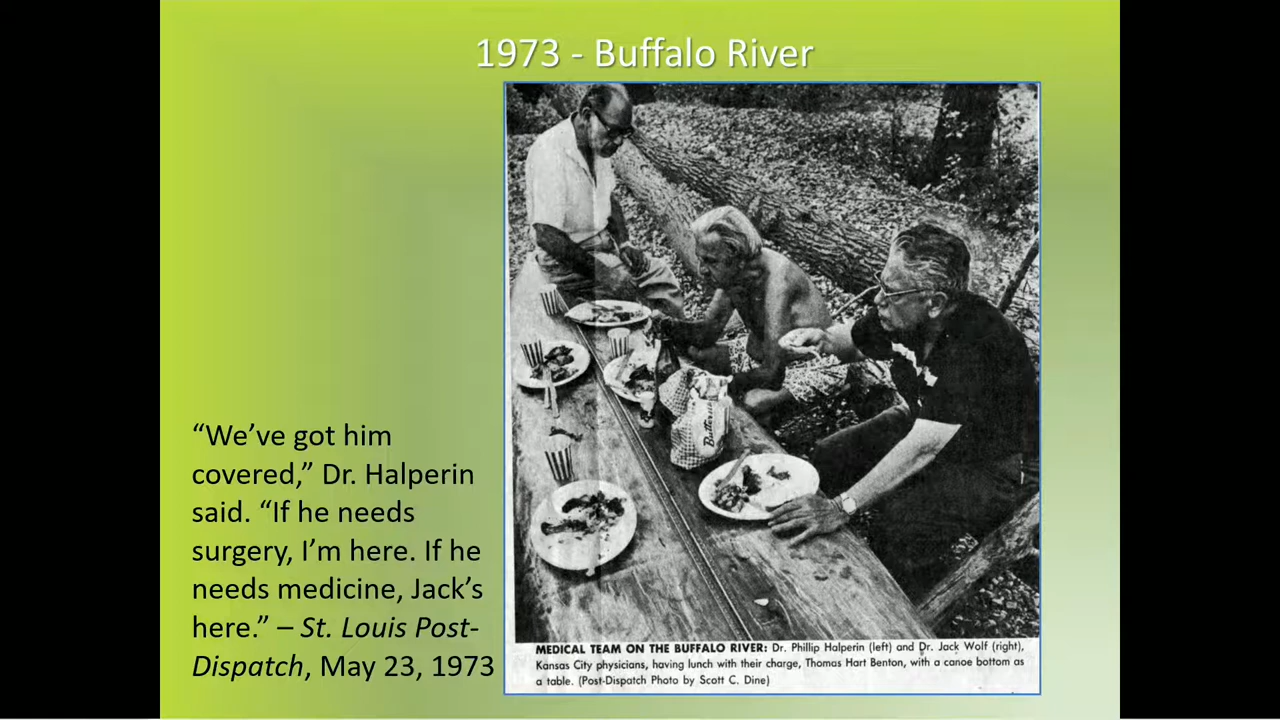 1973 - Buffalo River
“We’ve got him
covered,” Dr. Halperin
said. “If he needs
surgery, I’m here. If he
needs medicine, Jack’s
here.” – St. Louis Post-
Dispatch, May 23, 1973
MEDICAL TEAM ON THE BUFFALO RIVER: Dr. Phillip Halperin (left) and Dr. Jack Wolf (right),
Kansas City physicians, having lunch with their charge, Thomas Hart Benton, with a canoe bottom as
a table. (Post-Dispatch Photo by Scott C. Dine)